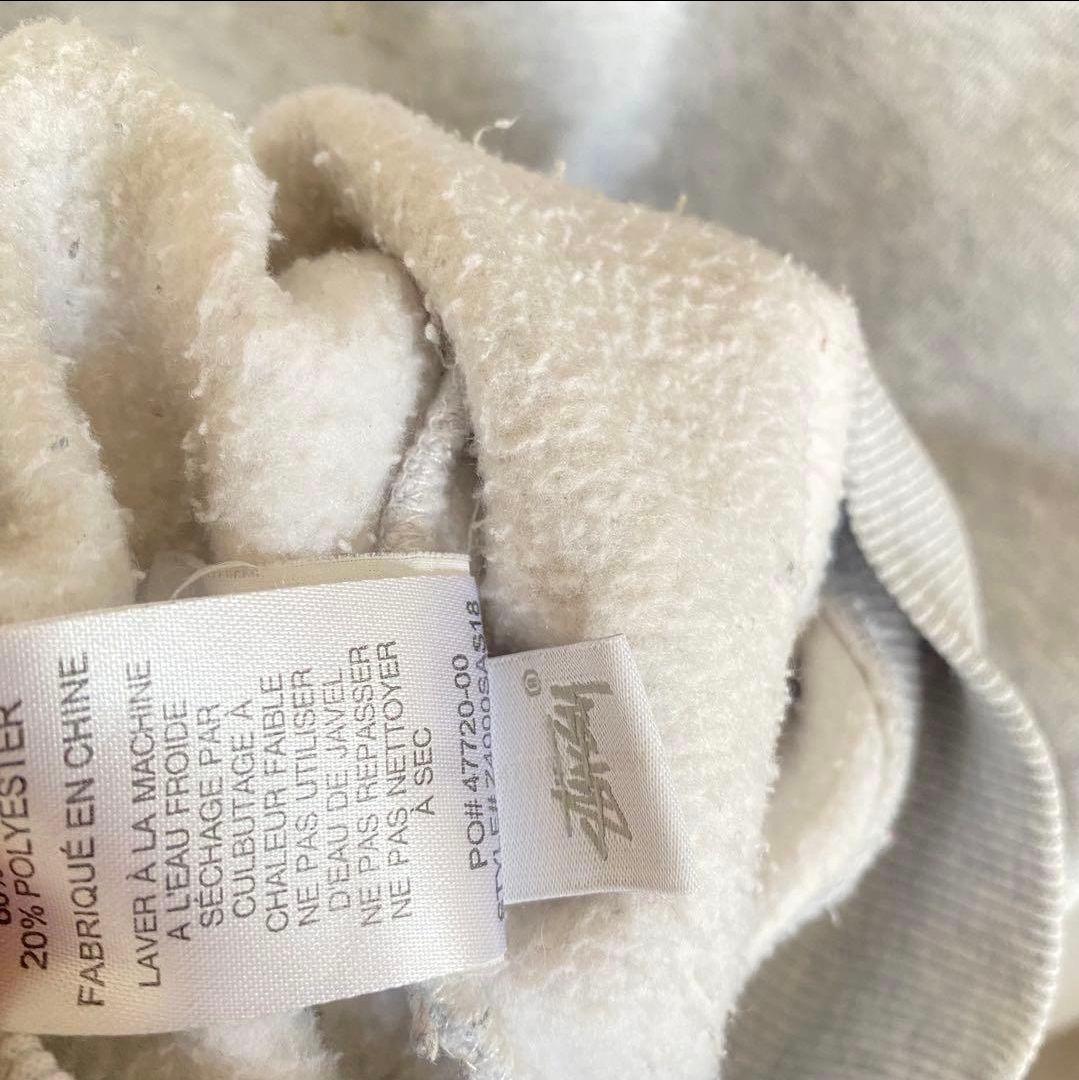 20% POLYESTER
FABRIQUÉ EN CHINE
LAVER À LA MACHINE
A L'EAU FROIDE
SÉCHAGE PAR
CULBUTAGE À
CHALEUR FAIBLE
NE PAS UTILISER
D'EAU DE JAVEL
NE PAS REPASSER
NE PAS NETTOYER
À SEC
PO# 47720-00
Stüssy
®